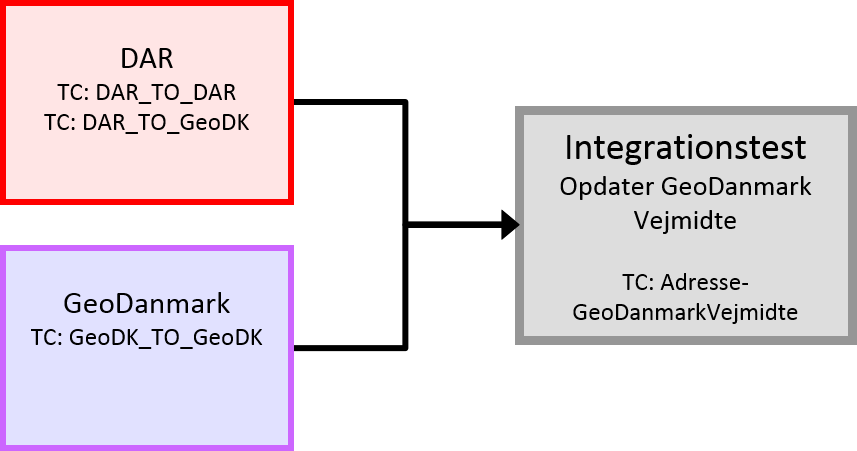 DAR
TC: DAR_TO_DAR
TC: DAR_TO_GeoDK
GeoDanmark
TC: GeoDK_TO_GeoDK
Integrationstest
Opdater GeoDanmark
Vejmidte
TC: Adresse-
GeoDanmarkVejmidte